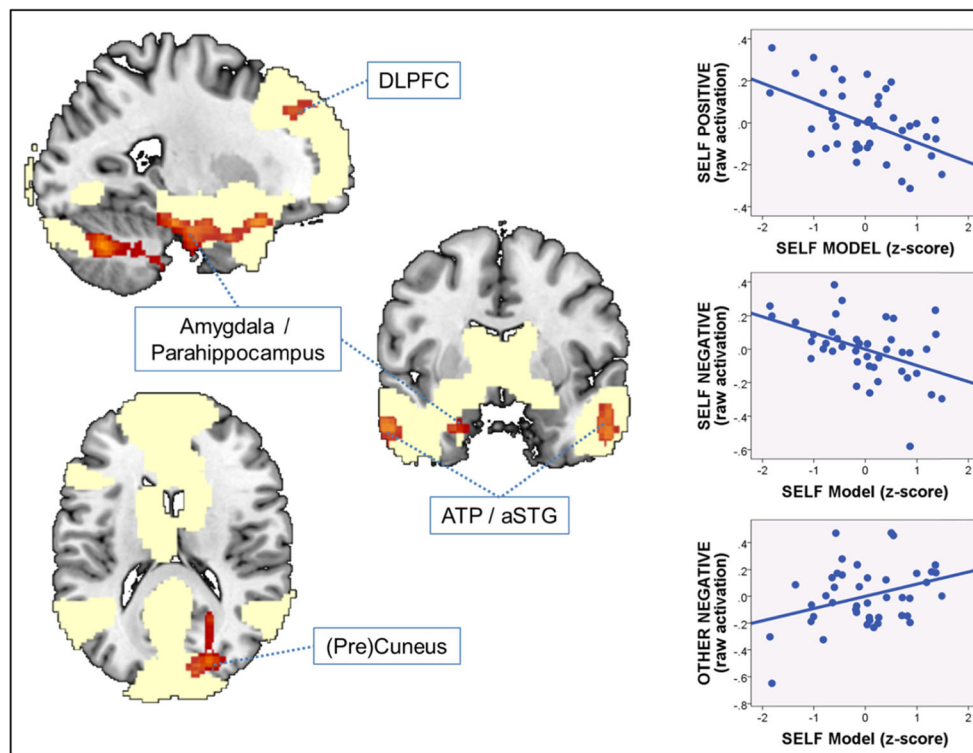 DLPFC
Amygdala /
Parahippocampus
ATP / aSTG
(Pre)Cuneus
SELF POSITIVE
(raw activation)
.4
.2
.0
-.2
-.4
-2
-1
0
1
2
SELF MODEL (z-score)
SELF NEGATIVE
(raw activation)
.4
.2
.0
-.2
-.4
-.6
-2
-1
0
1
2
SELF Model (z-score)
OTHER NEGATIVE
(raw activation)
.6
.4
.2
.0
-.2
-.4
-.6
-.8
-2
-1
0
1
2
SELF Model (z-score)